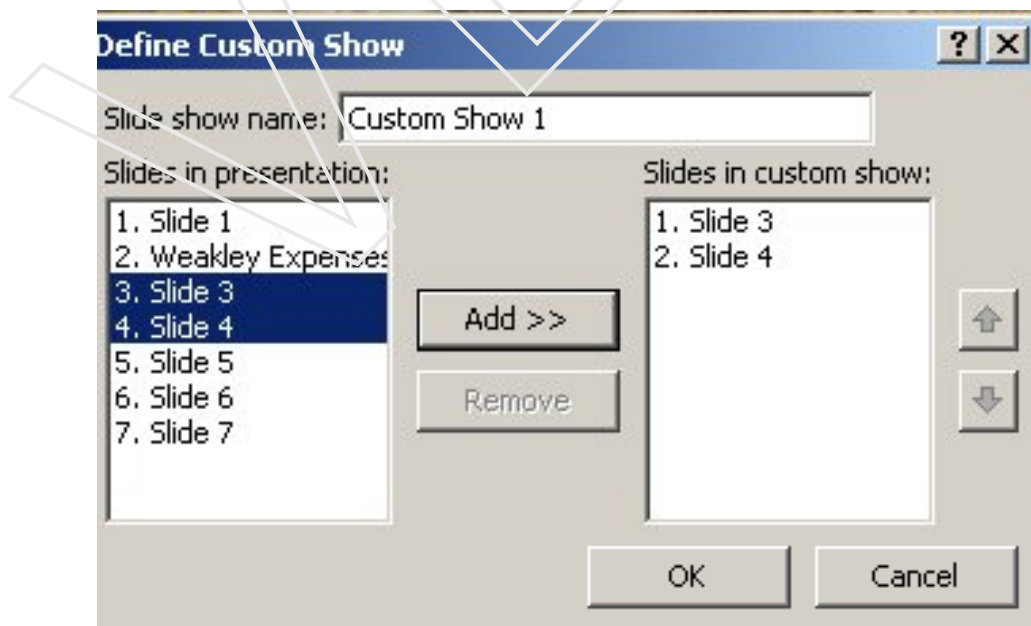 Define Custom Show
Slide show name: Custom Show 1
Slides in presentation:
1. Slide 1
2. Weakley Expenses
3. Slide 3
4. Slide 4
5. Slide 5
6. Slide 6
7. Slide 7
Add >>
Remove
Slides in custom show:
1. Slide 3
2. Slide 4
OK
Cancel